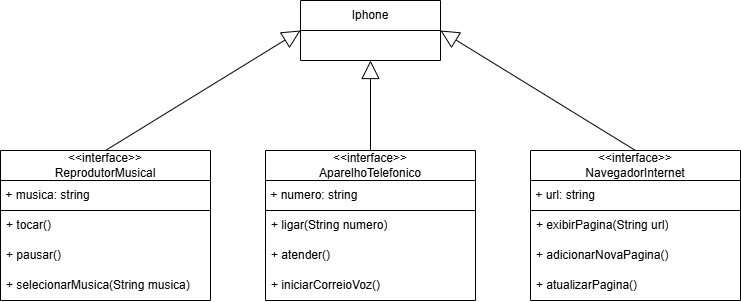 Iphone
<<interface>>
ReprodutorMusical
+ musica: string
+ tocar()
+ pausar()
+ selecionarMusica(String musica)
<<interface>>
AparelhoTelefonico
+ numero: string
+ ligar(String numero)
+ atender()
+ iniciarCorreioVoz()
<<interface>>
NavegadorInternet
+ url: string
+ exibirPagina(String url)
+ adicionarNovaPagina()
+ atualizarPagina()